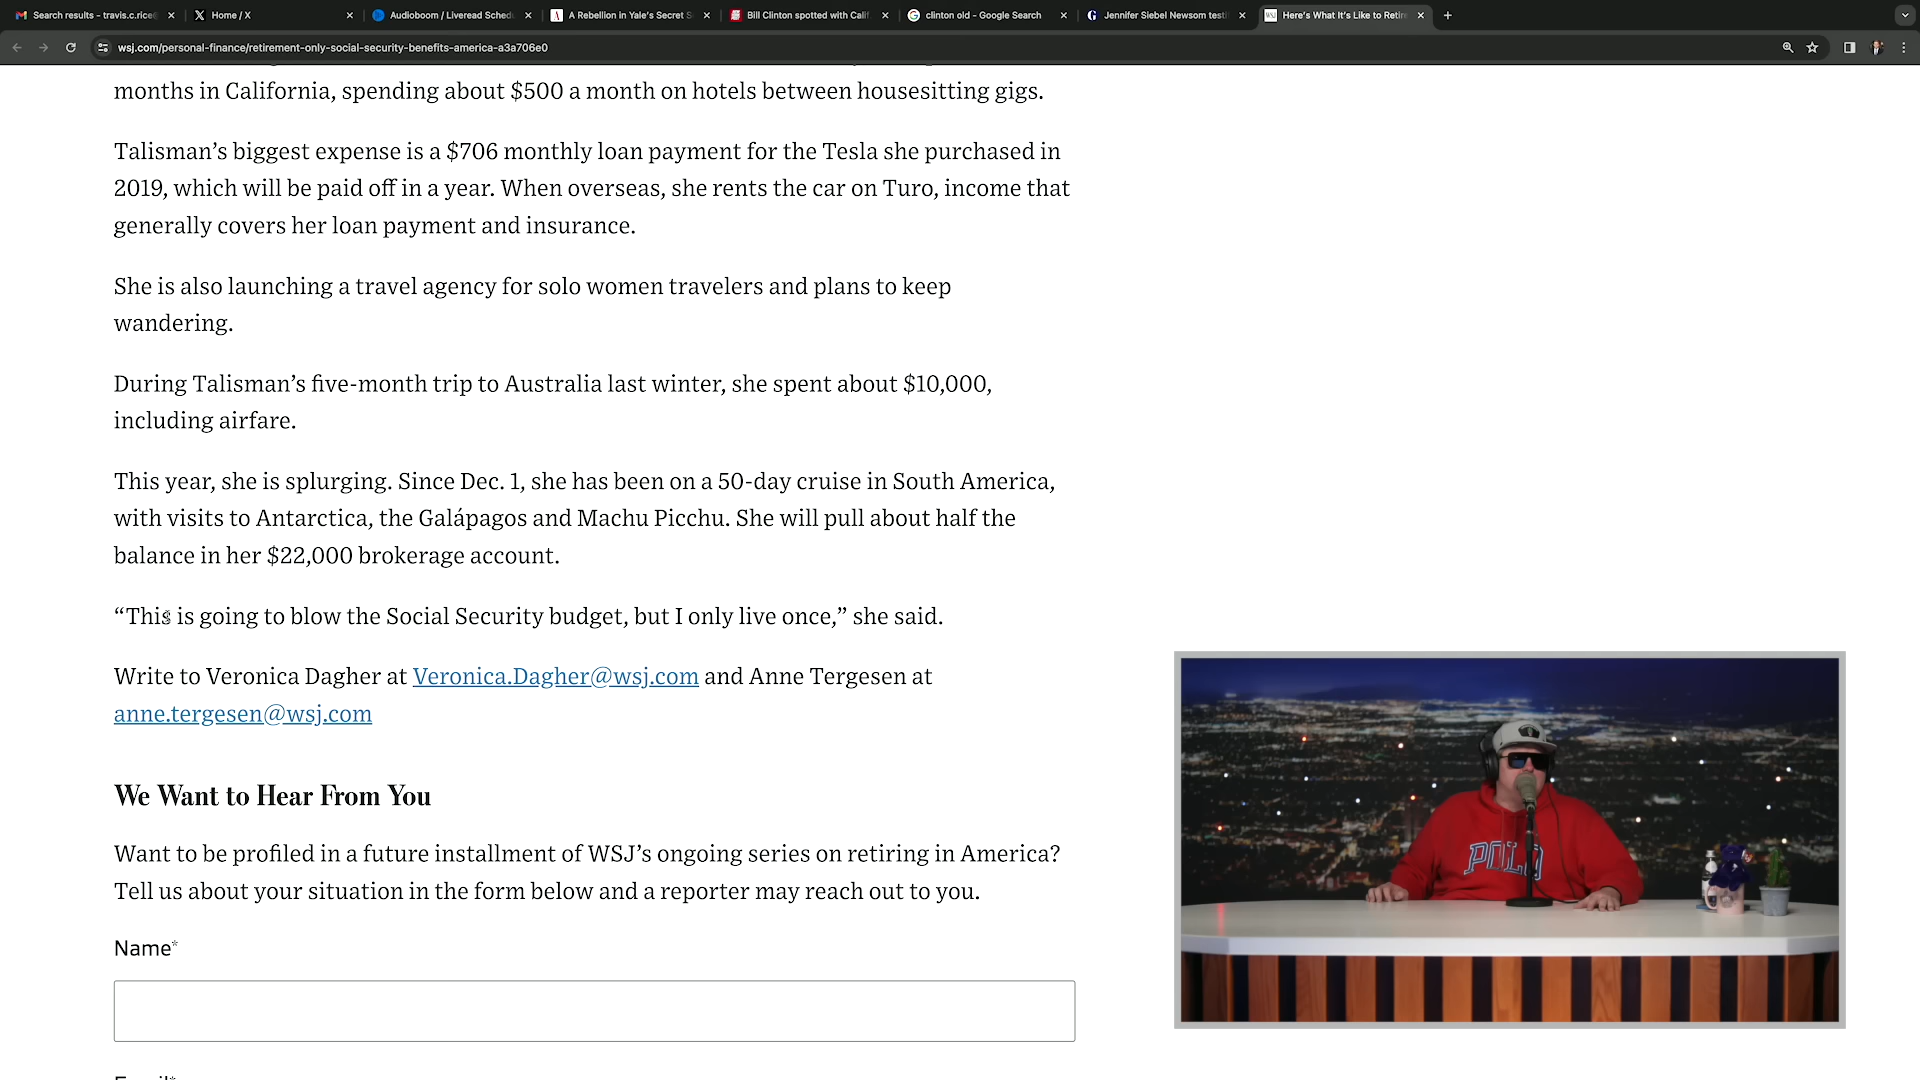 Search results - travis.c.rice
Home / X
Audioboom / Liveread Sched
A Rebellion in Yale's Secret S
Bill Clinton spotted with Calif
clinton old - Google Search
Jennifer Siebel Newsom testi
Here's What It's Like to Retir
wsj.com/personal-finance/retirement-only-social-security-benefits-america-a3a706e0
months in California, spending about $500 a month on hotels between housesitting gigs.
Talisman’s biggest expense is a $706 monthly loan payment for the Tesla she purchased in
2019, which will be paid off in a year. When overseas, she rents the car on Turo, income that
generally covers her loan payment and insurance.
She is also launching a travel agency for solo women travelers and plans to keep
wandering.
During Talisman’s five-month trip to Australia last winter, she spent about $10,000,
including airfare.
This year, she is splurging. Since Dec. 1, she has been on a 50-day cruise in South America,
with visits to Antarctica, the Galápagos and Machu Picchu. She will pull about half the
balance in her $22,000 brokerage account.
“This is going to blow the Social Security budget, but I only live once,” she said.
Write to Veronica Dagher at Veronica.Dagher@wsj.com and Anne Tergesen at
anne.tergesen@wsj.com
We Want to Hear From You
Want to be profiled in a future installment of WSJ’s ongoing series on retiring in America?
Tell us about your situation in the form below and a reporter may reach out to you.
Name*
POLO